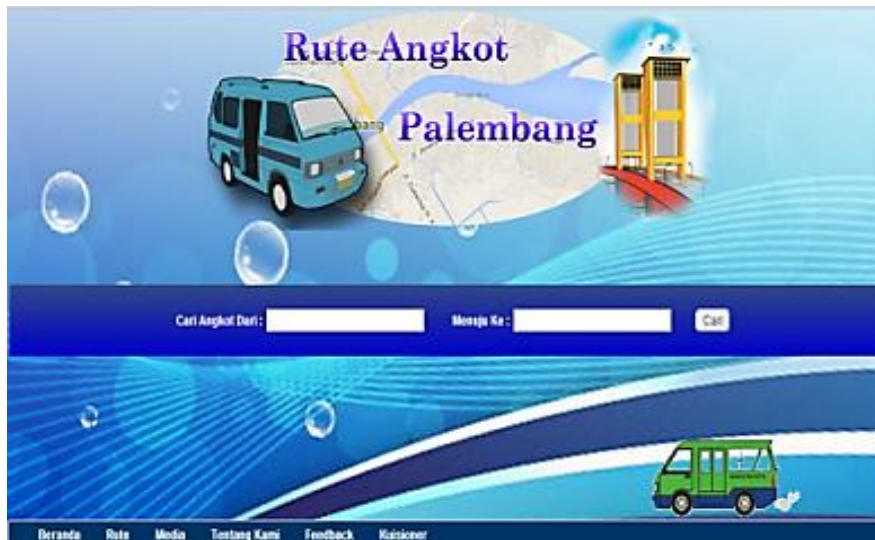 Rute Angkot
Palembang
Cari Angkot Dari :
Menuju Ke :
Cari
Beranda Rute Media Tentang Kami Feedback Kuisioner